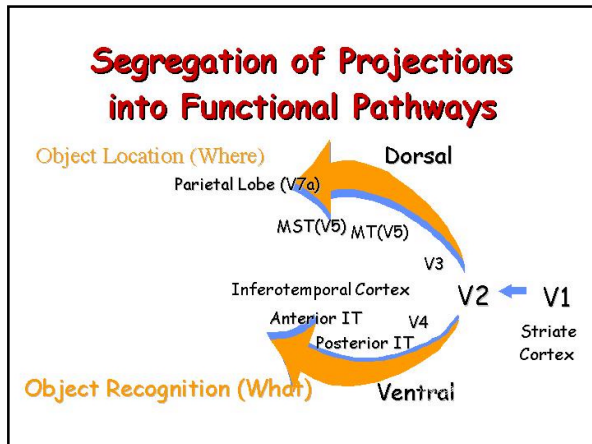 Segregation of Projections
into Functional Pathways
Object Location (Where)
Dorsal
Parietal Lobe (V7a)
MST(V5)
MT(V5)
V3
Inferotemporal Cortex
V2
V1
Anterior IT
V4
Striate
Cortex
Posterior IT
Object Recognition (What)
Ventral